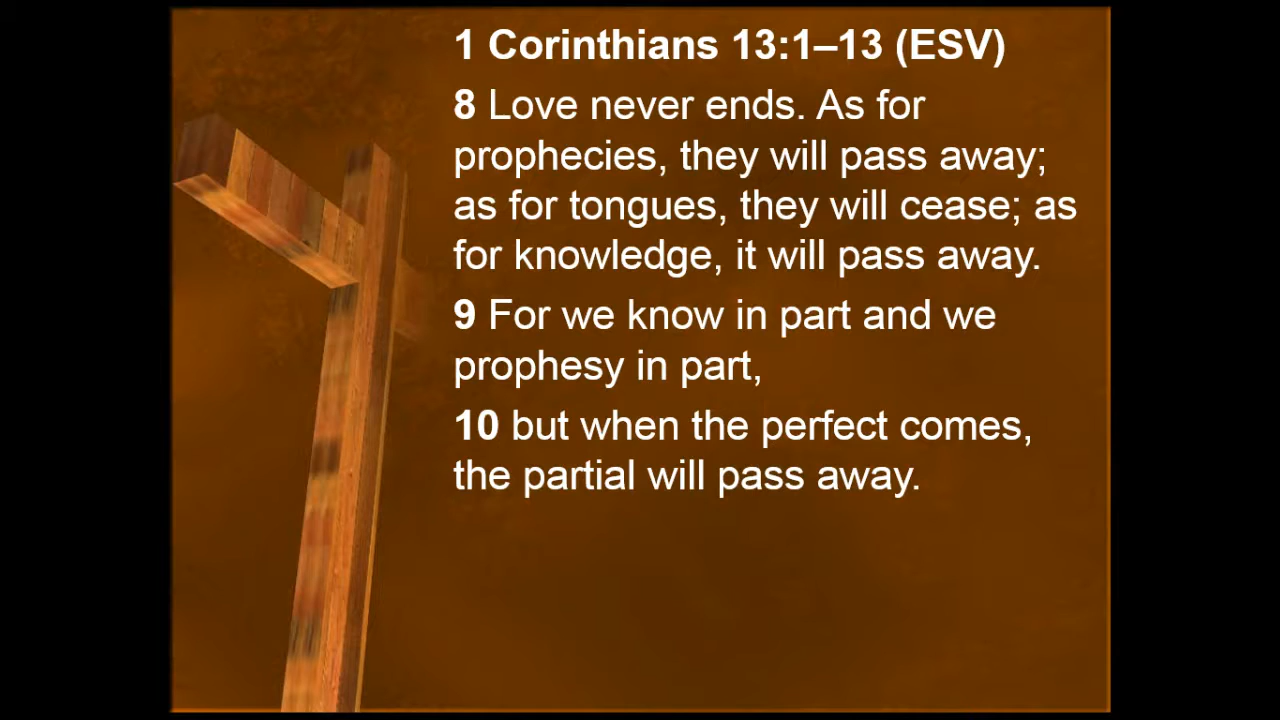 1 Corinthians 13:1–13 (ESV)
8 Love never ends. As for
prophecies, they will pass away;
as for tongues, they will cease; as
for knowledge, it will pass away.
9 For we know in part and we
prophesy in part,
10 but when the perfect comes,
the partial will pass away.